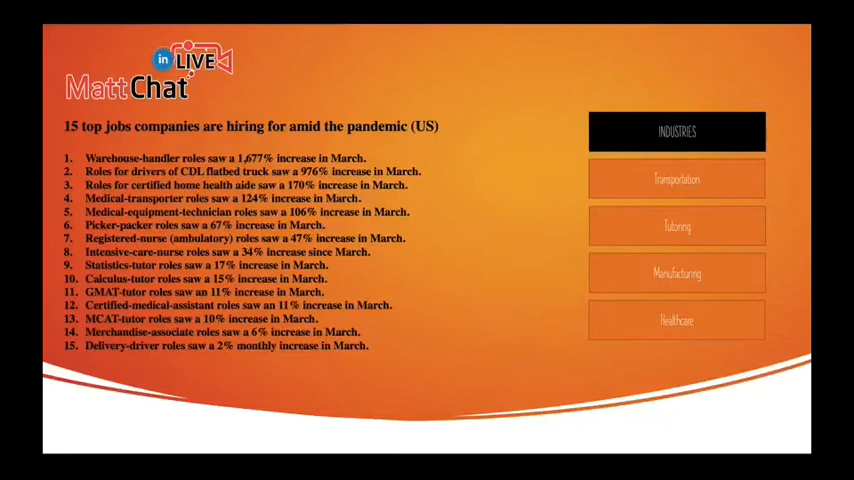 in LIVE
MattChat
15 top jobs companies are hiring for amid the pandemic (US)
1. Warehouse-handler roles saw a 1,677% increase in March.
2. Roles for drivers of CDL flatbed truck saw a 976% increase in March.
3. Roles for certified home health aide saw a 170% increase in March.
4. Medical-transporter roles saw a 124% increase in March.
5. Medical-equipment-technician roles saw a 106% increase in March.
6. Picker-packer roles saw a 67% increase in March.
7. Registered-nurse (ambulatory) roles saw a 47% increase in March.
8. Intensive-care-nurse roles saw a 34% increase since March.
9. Statistics-tutor roles saw a 17% increase in March.
10. Calculus-tutor roles saw a 15% increase in March.
11. GMAT-tutor roles saw an 11% increase in March.
12. Certified-medical-assistant roles saw an 11% increase in March.
13. MCAT-tutor roles saw a 10% increase in March.
14. Merchandise-associate roles saw a 6% increase in March.
15. Delivery-driver roles saw a 2% monthly increase in March.
INDUSTRIES
Transportation
Tutoring
Manufacturing
Healthcare